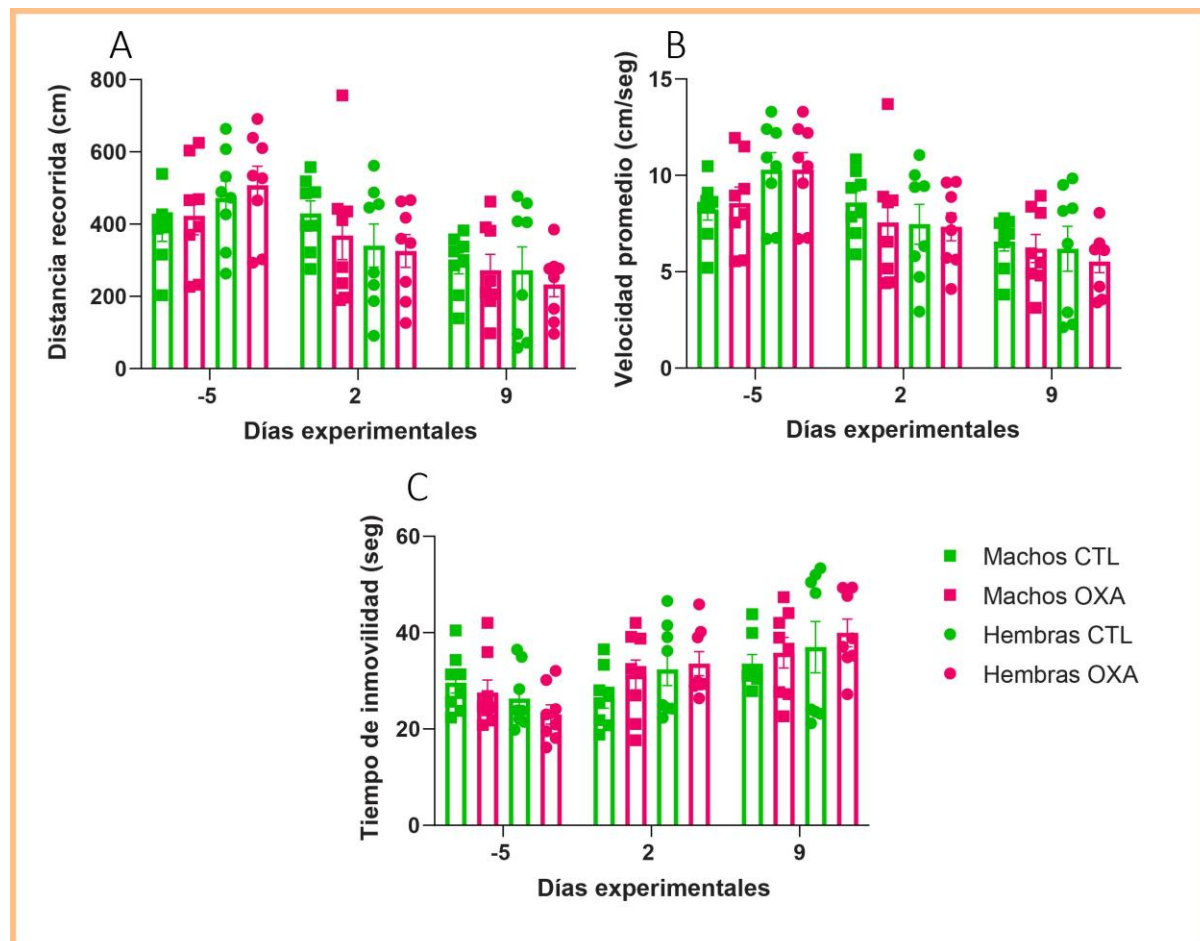 A
Distancia recorrida (cm)
800
600
400
200
0
-5
2
9
Días experimentales
B
Velocidad promedio (cm/seg)
15
10
5
0
-5
2
9
Días experimentales
C
Tiempo de inmovilidad (seg)
60
40
20
0
-5
2
9
Días experimentales
Machos CTL
Machos OXA
Hembras CTL
Hembras OXA